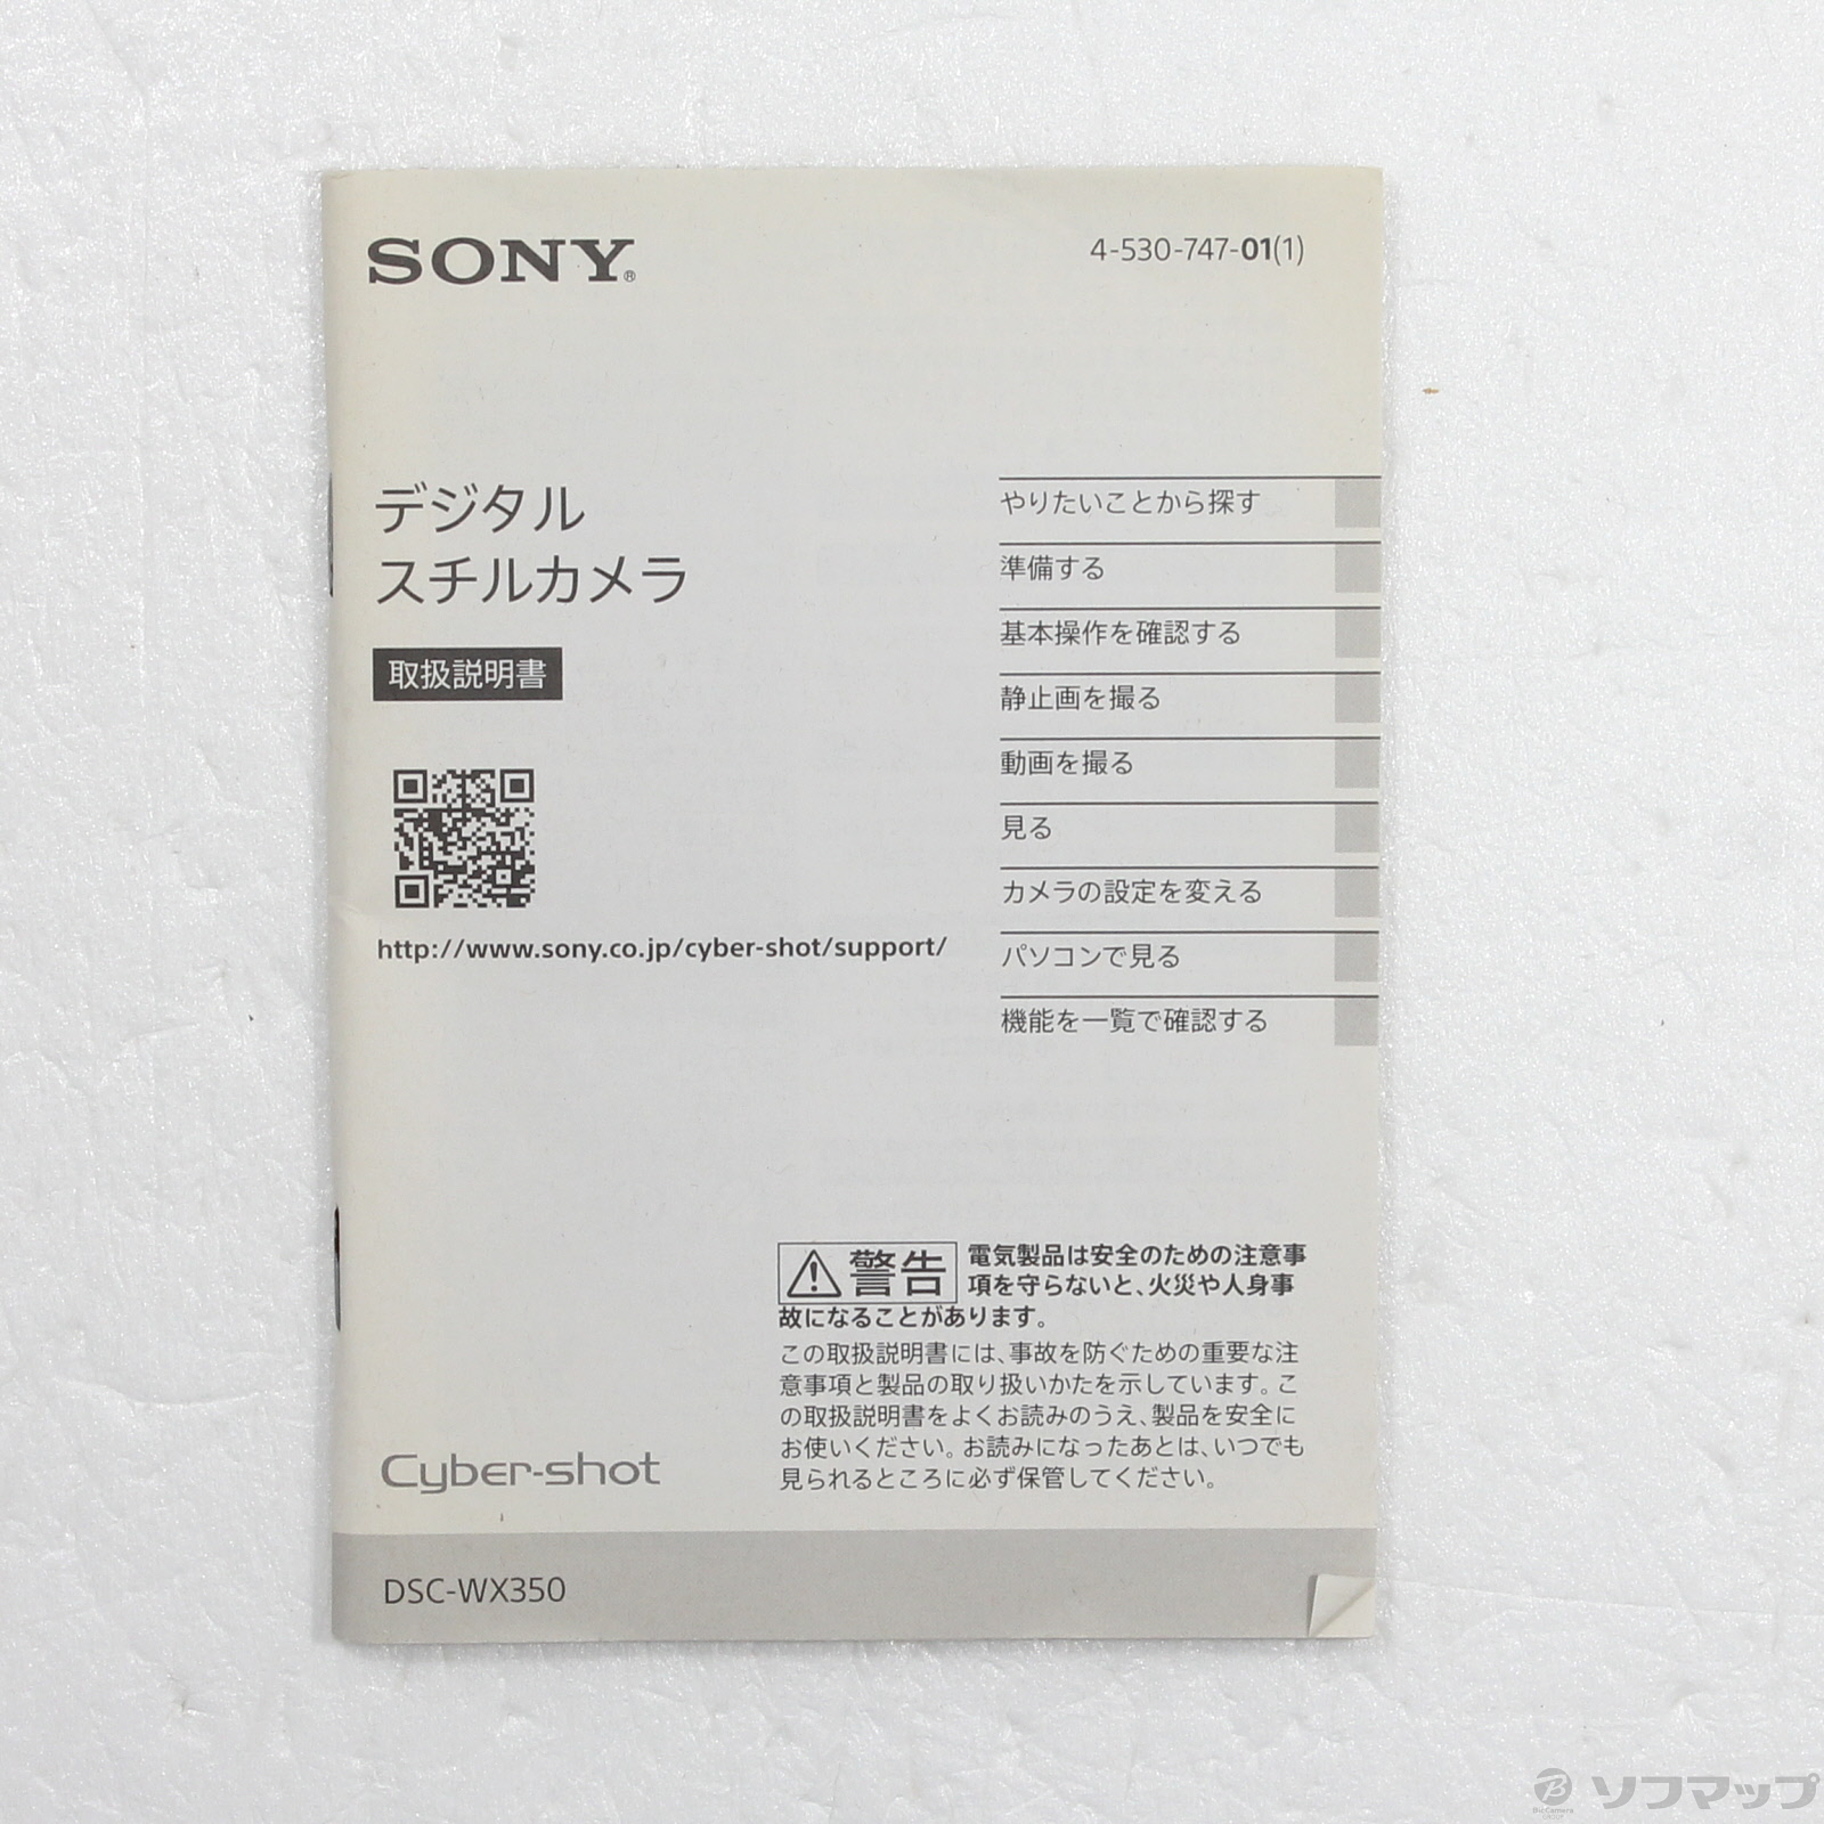 SONY®
4-530-747-01(1)
デジタル
スチルカメラ
取扱説明書
http://www.sony.co.jp/cyber-shot/support/
やりたいことから探す
準備する
基本操作を確認する
静止画を撮る
動画を撮る
見る
カメラの設定を変える
パソコンで見る
機能を一覧で確認する
警告 電気製品は安全のための注意事
項を守らないと、火災や人身事
故になることがあります。
この取扱説明書には、事故を防ぐための重要な注
意事項と製品の取り扱いかたを示しています。こ
の取扱説明書をよくお読みのうえ、製品を安全に
お使いください。お読みになったあとは、いつでも
見られるところに必ず保管してください。
Cyber-shot
DSC-WX350
BicCamera
GROUP
ソフマップ